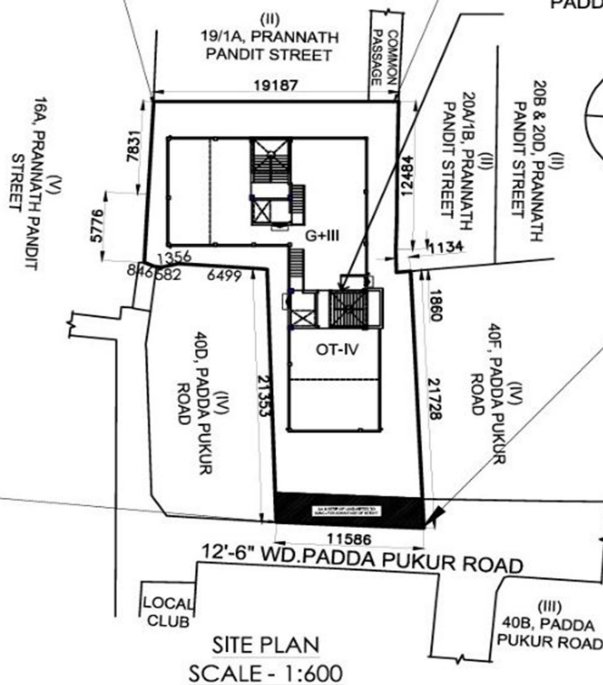 PADD
(II)
19/1A, PRANNATH
PANDIT STREET
COMMON
PASSAGE
19187
16A, PRANNATH PANDIT
STREET
(V)
7831
5776
12484
20A/1B, PRANNATH
PANDIT STREET
(II)
20B & 20D, PRANNATH
PANDIT STREET
(II)
G+III
1134
1356
846
582
6499
1860
OT-IV
40D, PADDA PUKUR
ROAD
(IV)
21353
21728
40F, PADDA PUKUR
ROAD
(IV)
11586
12'-6" WD.PADDA PUKUR ROAD
LOCAL
CLUB
(III)
40B, PADDA
PUKUR ROAD
SITE PLAN
SCALE - 1:600